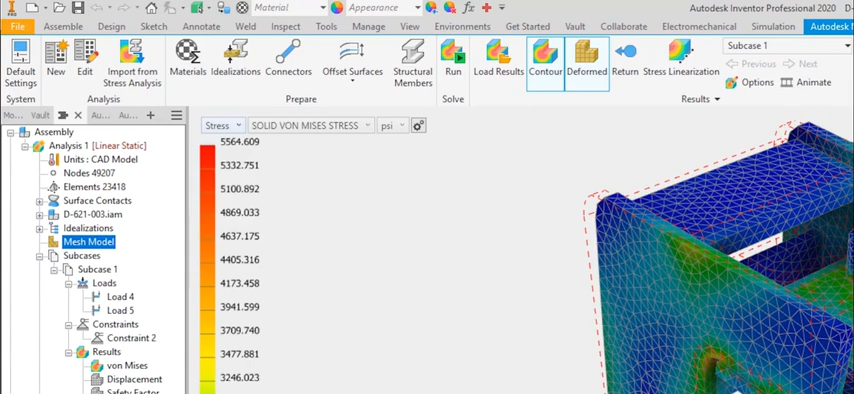 Material
Appearance
Autodesk Inventor Professional 2020 D-
File Assembly Design Sketch Annotate Weld Inspect Tools Manage View Environments Get Started Vault Collaborate Electromechanical Simulation Autodesk
Default Settings
New
Edit
Import from Stress Analysis
Materials
Idealizations
Connectors
Offset Surfaces
Structural Members
Run
Load Results
Contour
Deformed
Return
Stress Linearization
Subcase 1
Previous Next
Options Animate
System Analysis Prepare Solve Results
Mo... Vault Au... Au...
Stress SOLID VON MISES STRESS psi
Assembly
Analysis 1 [Linear Static]
Units : CAD Model
Nodes 49207
Elements 23418
Surface Contacts
D-621-003.iam
Idealizations
Mesh Model
Subcases
Subcase 1
Loads
Load 4
Load 5
Constraints
Constraint 2
Results
von Mises
Displacement
Safety Factor
5564.609
5332.751
5100.892
4869.033
4637.175
4405.316
4173.458
3941.599
3709.740
3477.881
3246.023